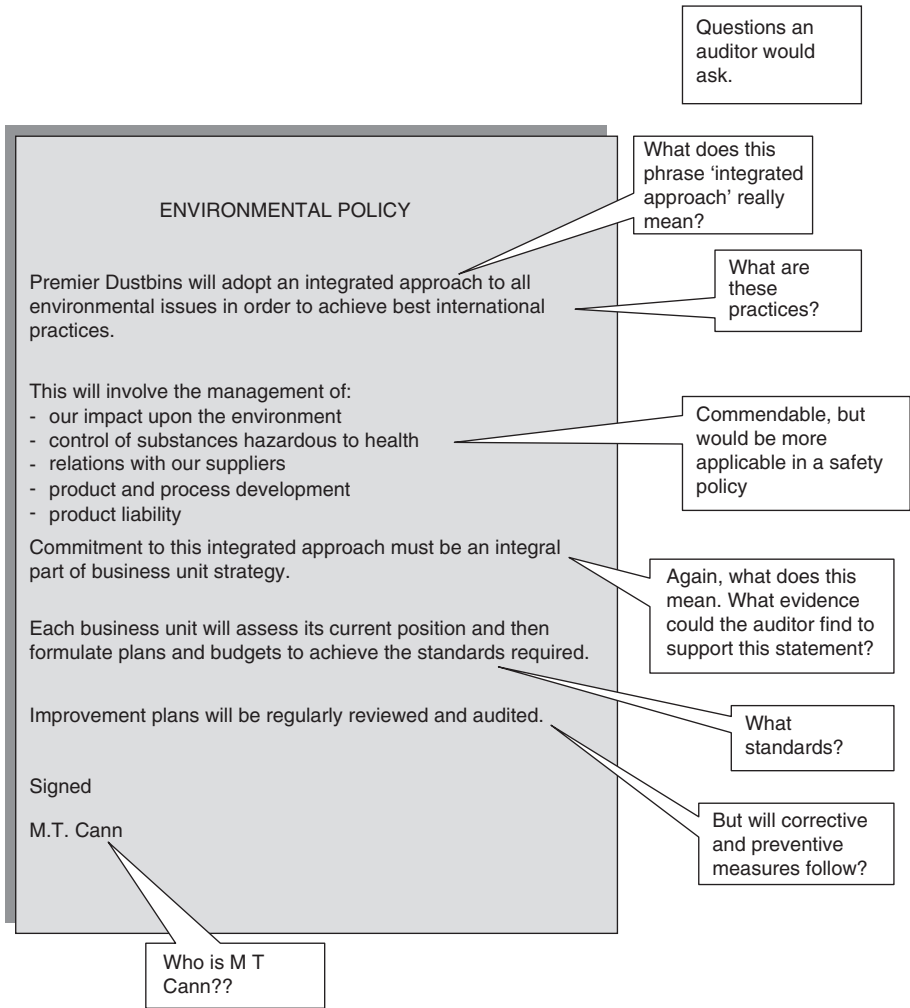 Questions an
auditor would
ask.
What does this
phrase ‘integrated
approach’ really
mean?
ENVIRONMENTAL POLICY
Premier Dustbins will adopt an integrated approach to all
environmental issues in order to achieve best international
practices.
What are
these
practices?
This will involve the management of:
- our impact upon the environment
- control of substances hazardous to health
- relations with our suppliers
- product and process development
- product liability
Commendable, but
would be more
applicable in a safety
policy
Commitment to this integrated approach must be an integral
part of business unit strategy.
Again, what does this
mean. What evidence
could the auditor find to
support this statement?
Each business unit will assess its current position and then
formulate plans and budgets to achieve the standards required.
What
standards?
Improvement plans will be regularly reviewed and audited.
But will corrective
and preventive
measures follow?
Signed
M.T. Cann
Who is M T
Cann??